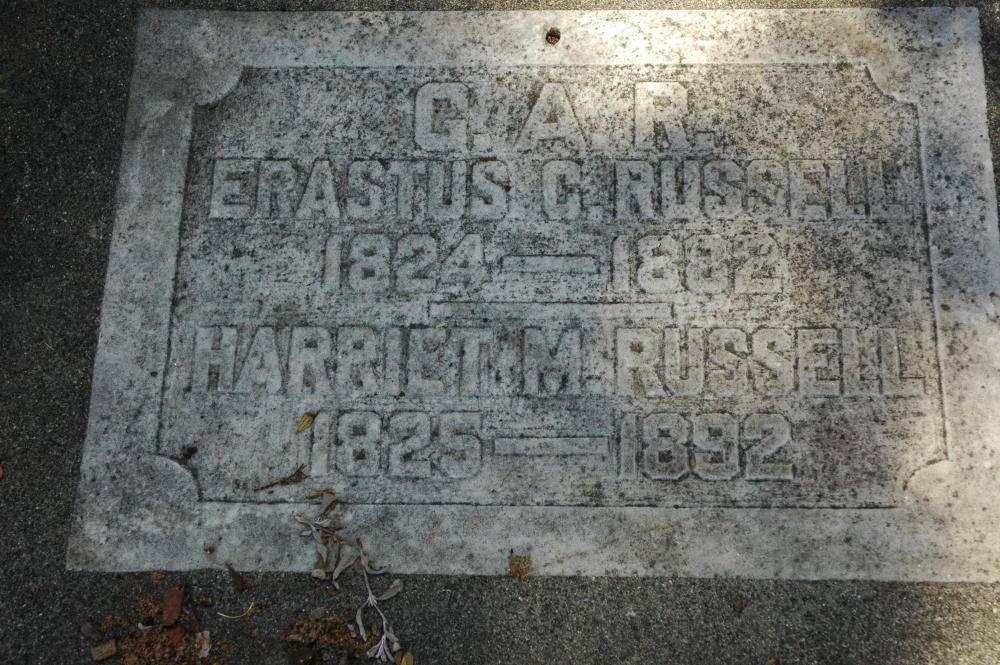 G. A. R.
ERASTUS C. RUSSELL
1824 — 1882
HARRIET M. RUSSELL
1825 — 1892